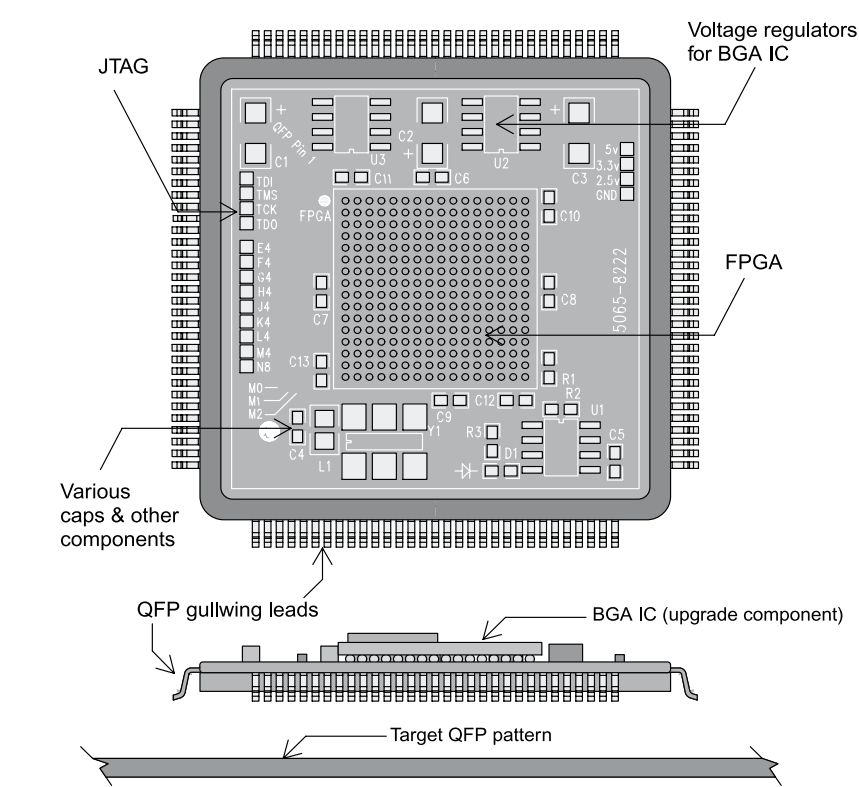 Voltage regulators
for BGA IC
JTAG
+
QFP Pin 1
C1
U3
C2
+
U2
+
C3
5v
3.3v
2.5v
GND
C11
C6
TDI
TMS
TCK
TDO
FPGA
C10
E4
F4
G4
H4
J4
K4
L4
M4
N8
C7
C8
5065-8222
FPGA
C13
R1
M0
M1
M2
C9
C12
R2
U1
C4
L1
Y1
R3
D1
C5
Various
caps & other
components
QFP gullwing leads
BGA IC (upgrade component)
Target QFP pattern